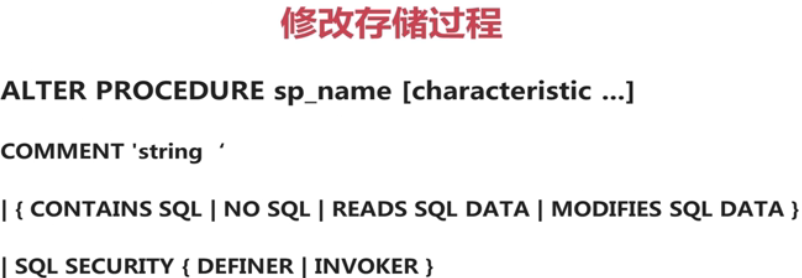 修改存储过程
ALTER PROCEDURE sp_name [characteristic ...]
COMMENT 'string ‘
| { CONTAINS SQL | NO SQL | READS SQL DATA | MODIFIES SQL DATA }
| SQL SECURITY { DEFINER | INVOKER }